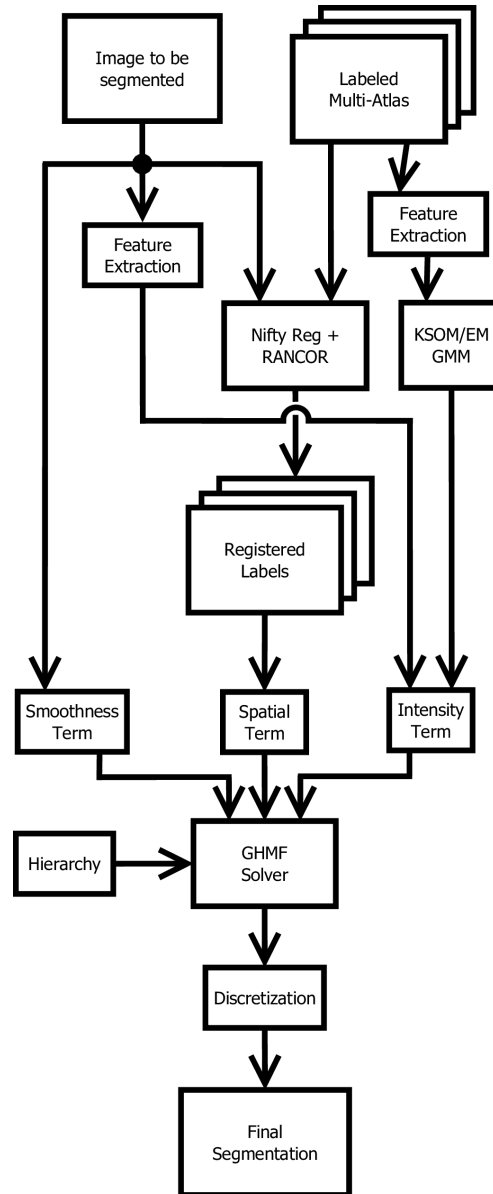 Image to be
segmented
Labeled
Multi-Atlas
Feature
Extraction
Feature
Extraction
Nifty Reg +
RANCOR
KSOM/EM
GMM
Registered
Labels
Smoothness
Term
Spatial
Term
Intensity
Term
Hierarchy
GHMF
Solver
Discretization
Final
Segmentation